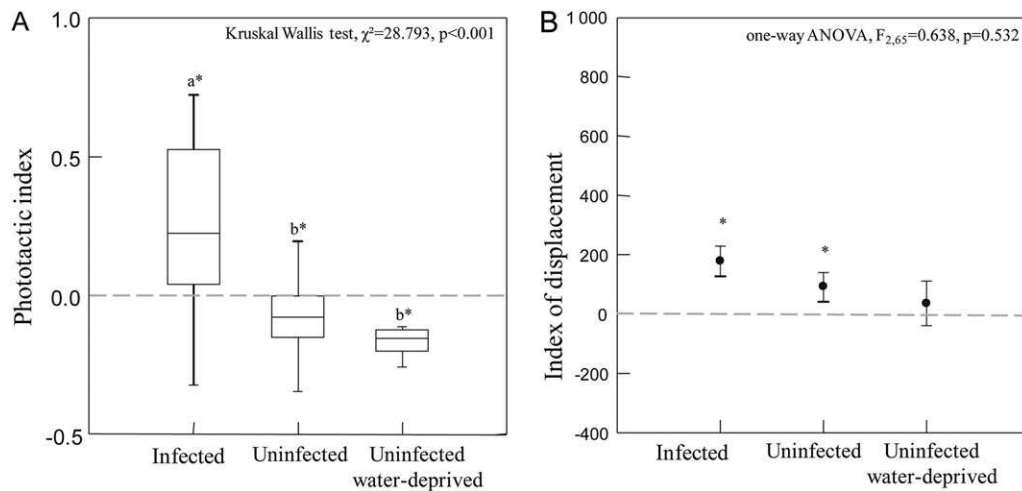 A
Kruskal Wallis test, χ²=28.793, p<0.001
1.0
0.5
0.0
-0.5
Phototactic index
a*
b*
b*
Infected
Uninfected
Uninfected
water-deprived
B
one-way ANOVA, F2,65=0.638, p=0.532
1 000
800
600
400
200
0
-200
-400
Index of displacement
*
*
Infected
Uninfected
Uninfected
water-deprived